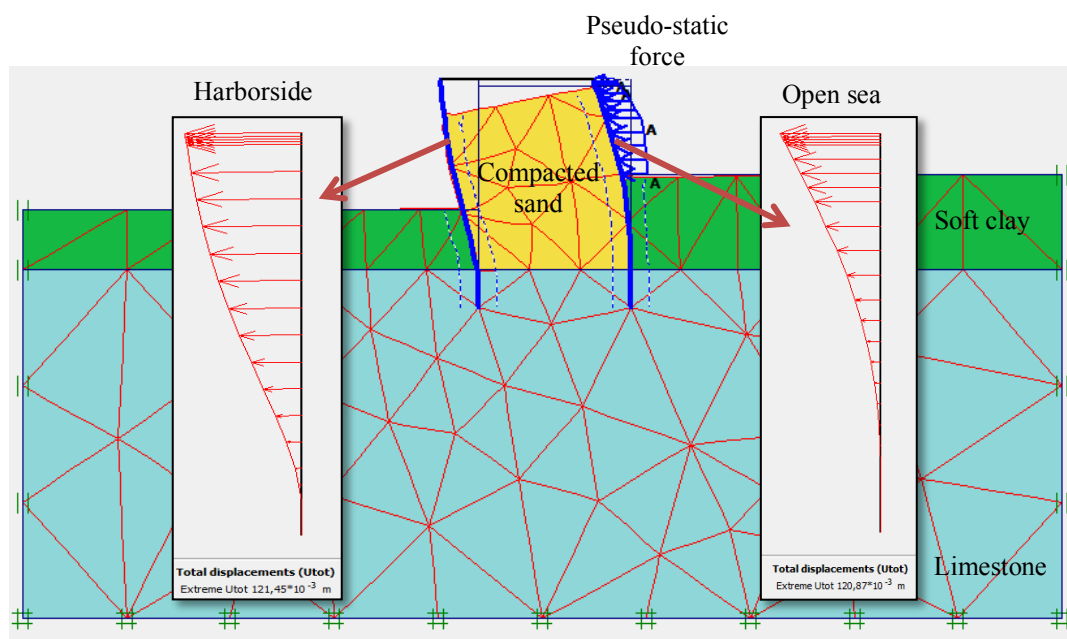 Pseudo-static
force
Harborside
Open sea
A
A
A
A
Compacted
sand
Soft clay
Limestone
Total displacements (Utot)
Extreme Utot 121,45*10 -3 m
Total displacements (Utot)
Extreme Utot 120,87*10 -3 m